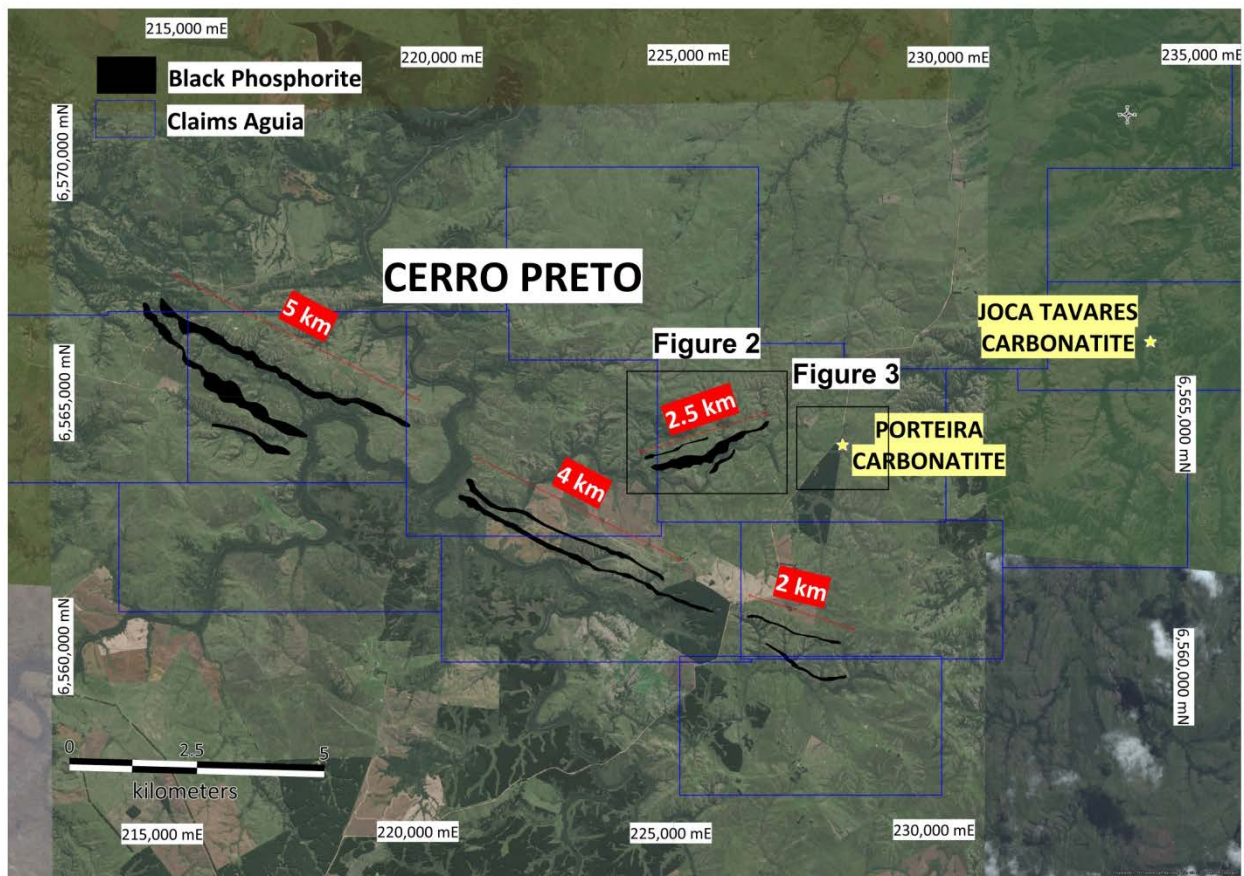 215,000 mE
220,000 mE
225,000 mE
230,000 mE
235,000 mE
Black Phosphorite
Claims Aguia
6,570,000 mN
6,570,000 mN
CERRO PRETO
5 km
JOCA TAVARES
CARBONATITE
Figure 2
Figure 3
2.5 km
6,565,000 mN
6,565,000 mN
PORTEIRA
CARBONATITE
4 km
2 km
6,560,000 mN
6,560,000 mN
0
2.5
5
kilometers
215,000 mE
220,000 mE
225,000 mE
230,000 mE